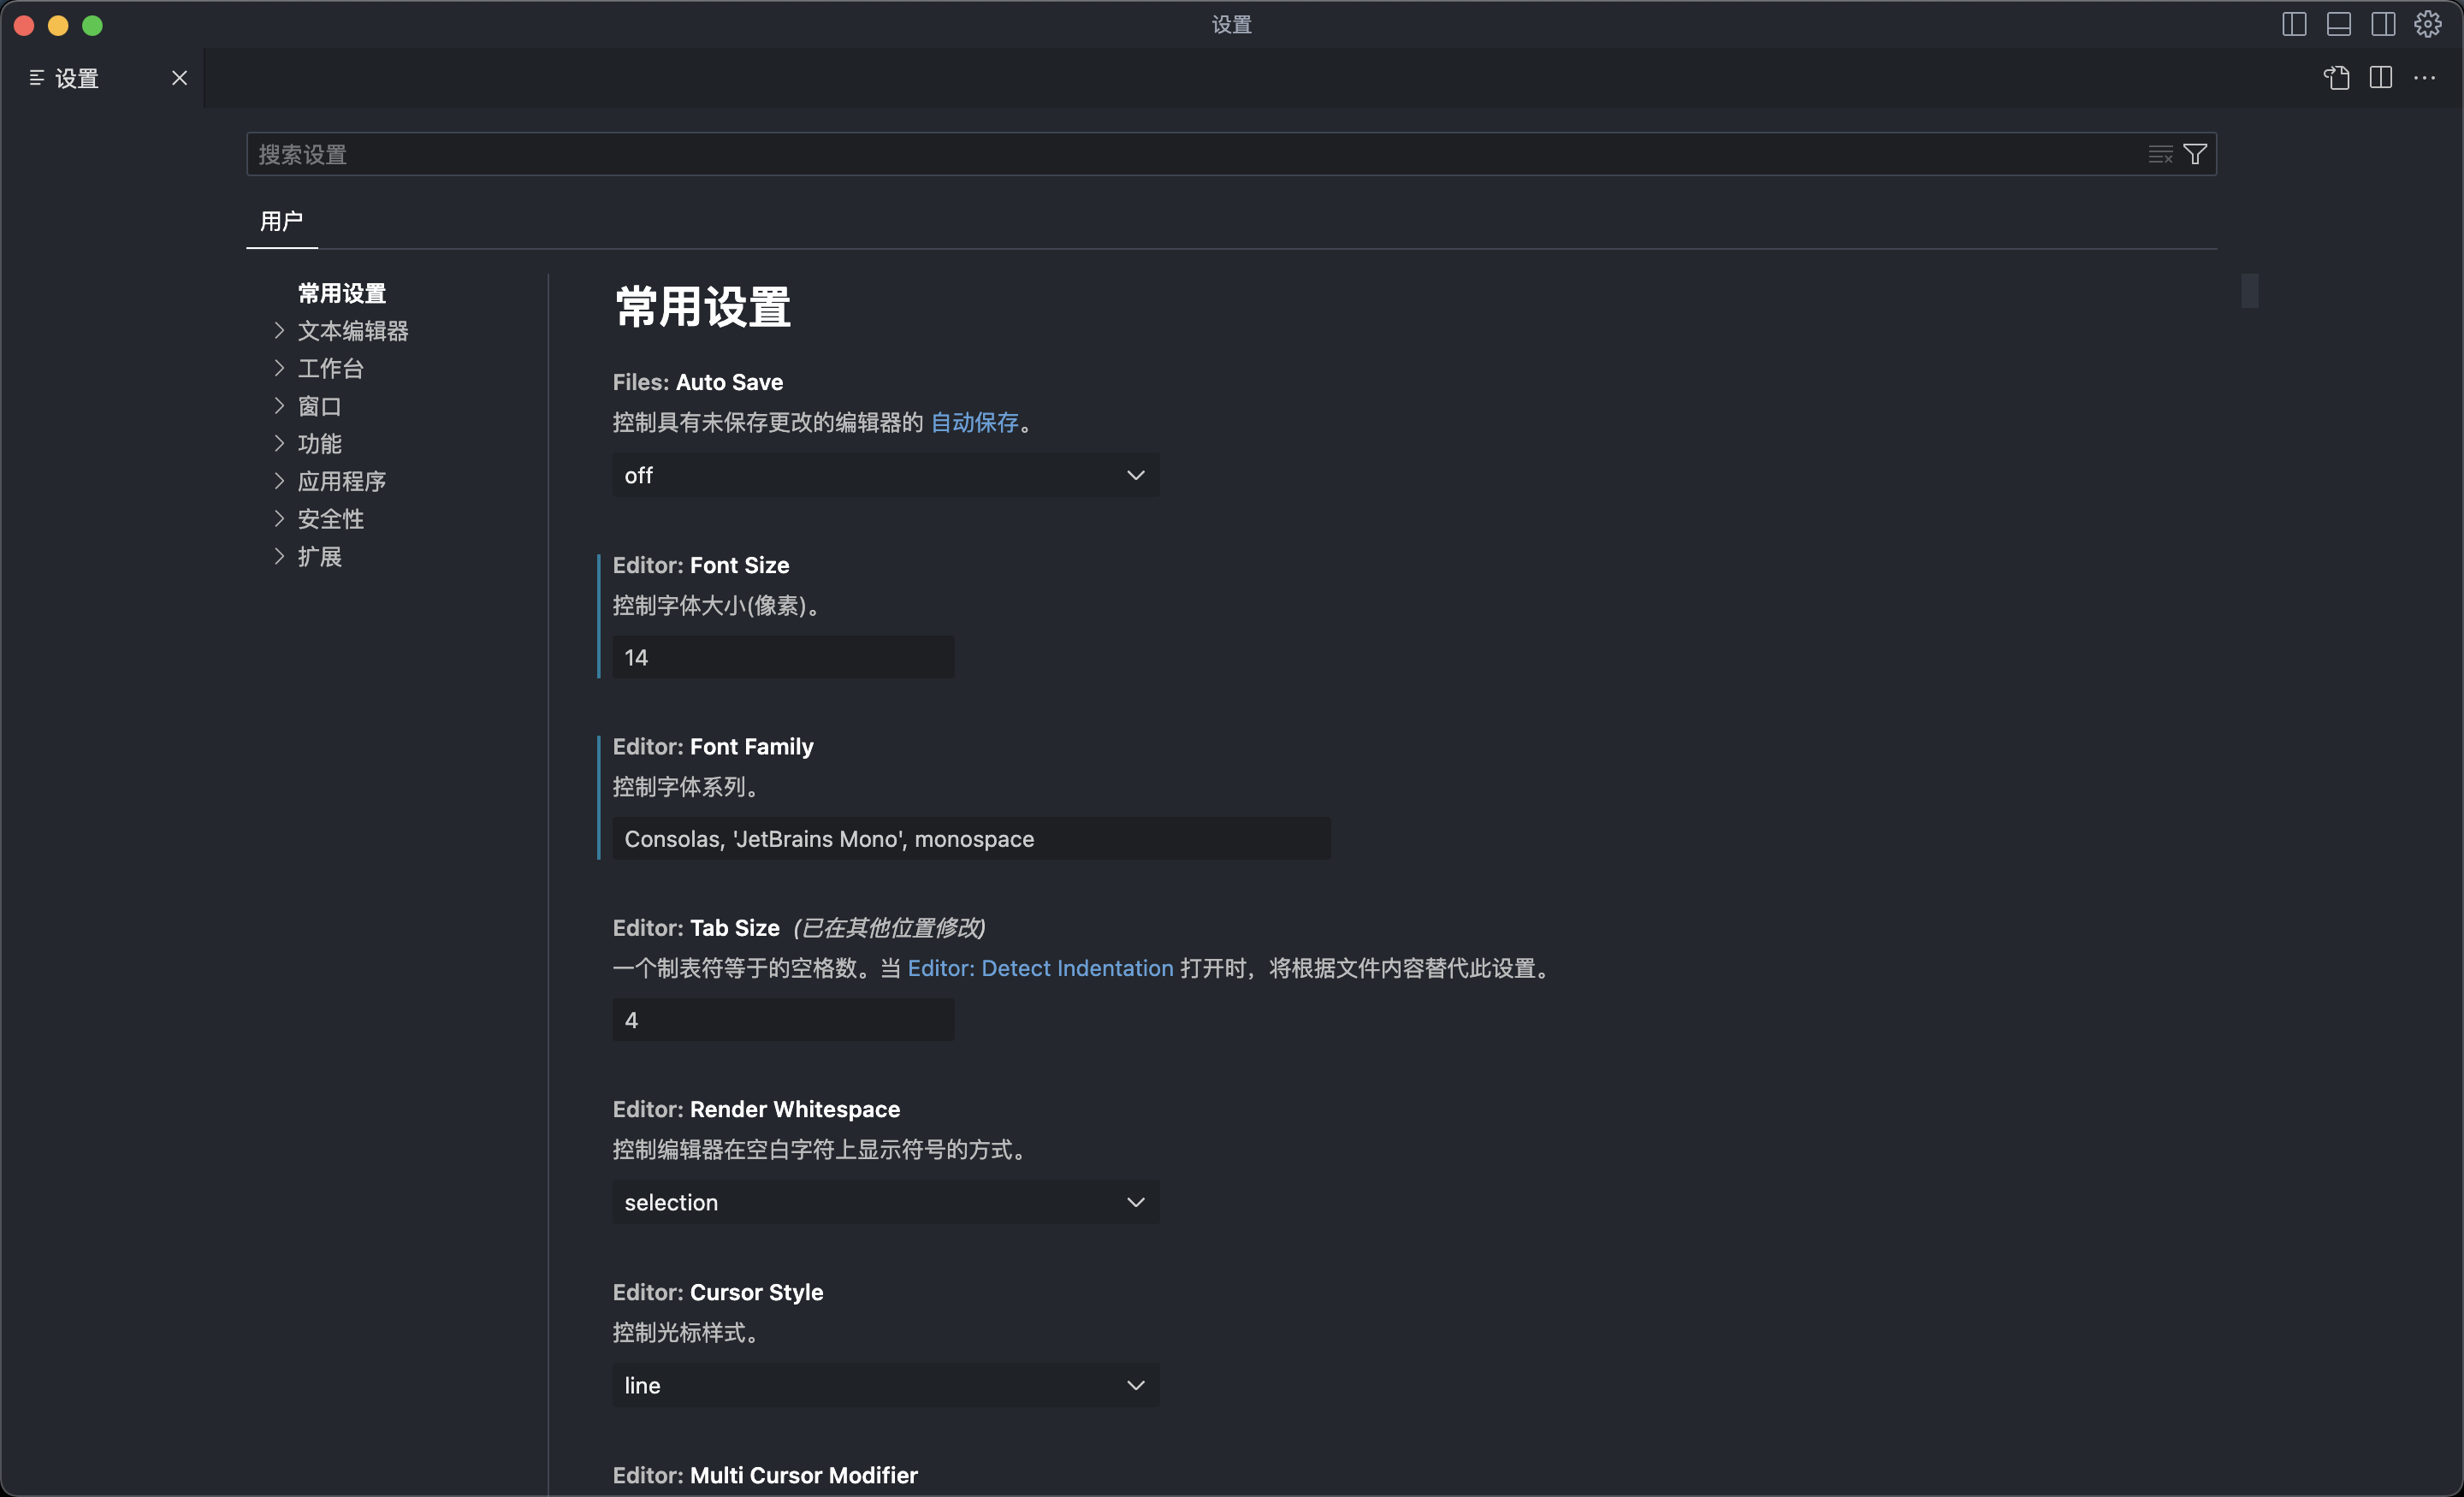 设置
设置
搜索设置
用户
常用设置
文本编辑器
工作台
窗口
功能
应用程序
安全性
扩展
常用设置
Files: Auto Save
控制具有未保存更改的编辑器的 自动保存。
off
Editor: Font Size
控制字体大小(像素)。
14
Editor: Font Family
控制字体系列。
Consolas, 'JetBrains Mono', monospace
Editor: Tab Size (已在其他位置修改)
一个制表符等于的空格数。当 Editor: Detect Indentation 打开时，将根据文件内容替代此设置。
4
Editor: Render Whitespace
控制编辑器在空白字符上显示符号的方式。
selection
Editor: Cursor Style
控制光标样式。
line
Editor: Multi Cursor Modifier